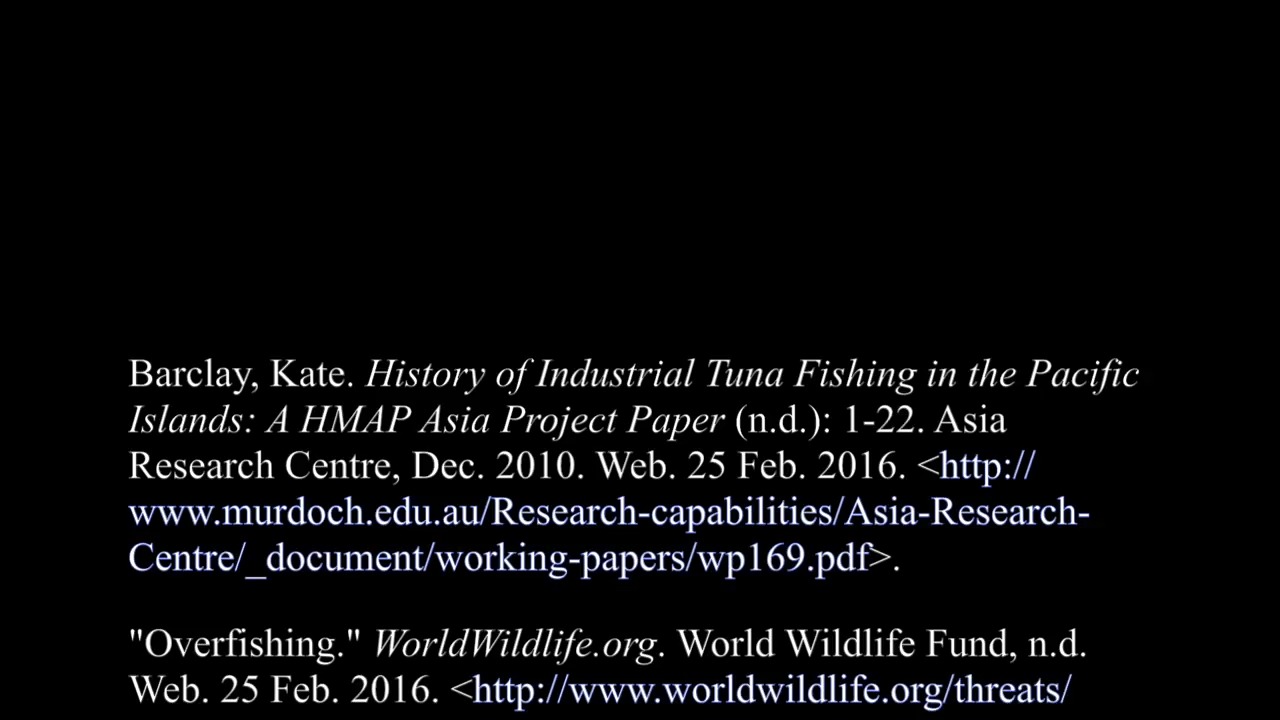 Barclay, Kate. History of Industrial Tuna Fishing in the Pacific
Islands: A HMAP Asia Project Paper (n.d.): 1-22. Asia
Research Centre, Dec. 2010. Web. 25 Feb. 2016. <http://
www.murdoch.edu.au/Research-capabilities/Asia-Research-
Centre/_document/working-papers/wp169.pdf>.
"Overfishing." WorldWildlife.org. World Wildlife Fund, n.d.
Web. 25 Feb. 2016. <http://www.worldwildlife.org/threats/